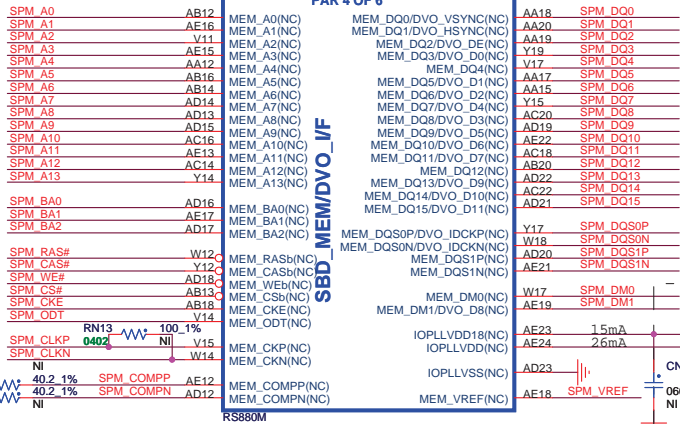 PAR 4 OF 6
SPM_A0 AB12 MEM_A0(NC) MEM_DQ0/DVO_VSYNC(NC) AA18 SPM_DQ0
SPM_A1 AE16 MEM_A1(NC) MEM_DQ1/DVO_HSYNC(NC) AA20 SPM_DQ1
SPM_A2 V11 MEM_A2(NC) MEM_DQ2/DVO_DE(NC) AA19 SPM_DQ2
SPM_A3 AE15 MEM_A3(NC) MEM_DQ3/DVO_D0(NC) Y19 SPM_DQ3
SPM_A4 AA12 MEM_A4(NC) MEM_DQ4(NC) V17 SPM_DQ4
SPM_A5 AB16 MEM_A5(NC) MEM_DQ5/DVO_D1(NC) AA17 SPM_DQ5
SPM_A6 AB14 MEM_A6(NC) MEM_DQ6/DVO_D2(NC) AA15 SPM_DQ6
SPM_A7 AD14 MEM_A7(NC) MEM_DQ7/DVO_D4(NC) Y15 SPM_DQ7
SPM_A8 AD13 MEM_A8(NC) MEM_DQ8/DVO_D3(NC) AC20 SPM_DQ8
SPM_A9 AD15 MEM_A9(NC) MEM_DQ9/DVO_D5(NC) AD19 SPM_DQ9
SPM_A10 AC16 MEM_A10(NC) MEM_DQ10/DVO_D6(NC) AE22 SPM_DQ10
SPM_A11 AE13 MEM_A11(NC) MEM_DQ11/DVO_D7(NC) AC18 SPM_DQ11
SPM_A12 AC14 MEM_A12(NC) MEM_DQ12(NC) AB20 SPM_DQ12
SPM_A13 Y14 MEM_A13(NC) MEM_DQ13/DVO_D9(NC) AD22 SPM_DQ13
MEM_DQ14/DVO_D10(NC) AC22 SPM_DQ14
SPM_BA0 AD16 MEM_BA0(NC) MEM_DQ15/DVO_D11(NC) AD21 SPM_DQ15
SPM_BA1 AE17 MEM_BA1(NC)
SPM_BA2 AD17 MEM_BA2(NC) MEM_DQS0P/DVO_IDCKP(NC) Y17 SPM_DQS0P
MEM_DQS0N/DVO_IDCKN(NC) W18 SPM_DQS0N
SPM_RAS# W12 MEM_RASb(NC) MEM_DQS1P(NC) AD20 SPM_DQS1P
SPM_CAS# Y12 MEM_CASb(NC) MEM_DQS1N(NC) AE21 SPM_DQS1N
SPM_WE# AD18 MEM_WEb(NC)
SPM_CS# AB13 MEM_CSb(NC) MEM_DM0(NC) W17 SPM_DM0
SPM_CKE AB18 MEM_CKE(NC) MEM_DM1/DVO_D8(NC) AE19 SPM_DM1
SPM_ODT V14 MEM_ODT(NC)
SBD_MEM/DVO_I/F
RN13 100_1% IOPLLVDD18(NC) AE23 15mA
SPM_CLKP 0402 NI V15 MEM_CKP(NC) IOPLLVDD(NC) AE24 26mA
SPM_CLKN W14 MEM_CKN(NC)
NI IOPLLVSS(NC) AD23 CN
40.2_1% SPM_COMPP AE12 MEM_COMPP(NC)
40.2_1% SPM_COMPN AD12 MEM_COMPN(NC) MEM_VREF(NC) AE18 SPM_VREF 060
NI NI
RS880M